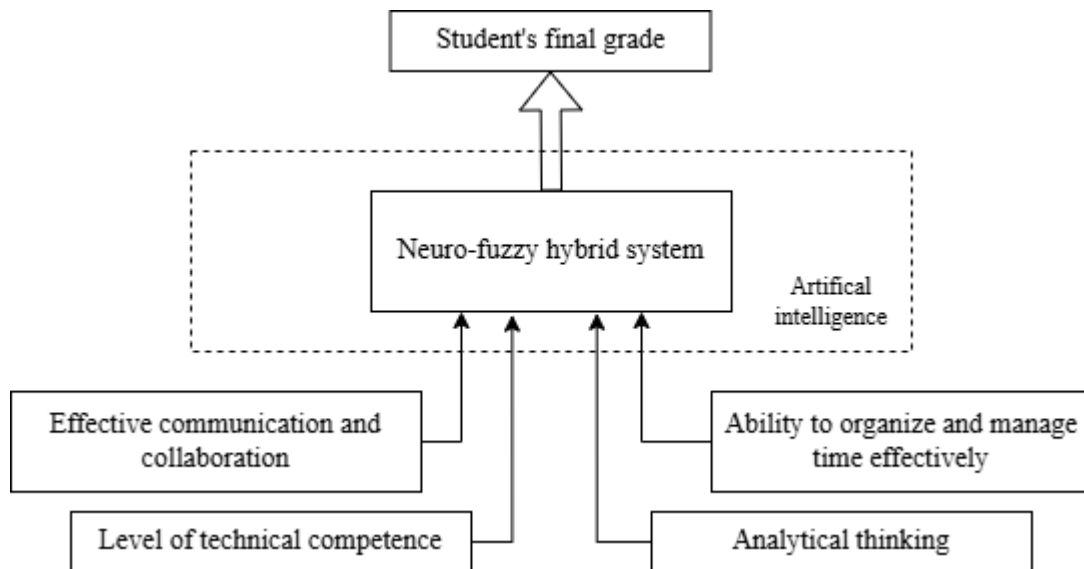 Student's final grade
Neuro-fuzzy hybrid system
Artifical
intelligence
Effective communication and
collaboration
Ability to organize and manage
time effectively
Level of technical competence
Analytical thinking